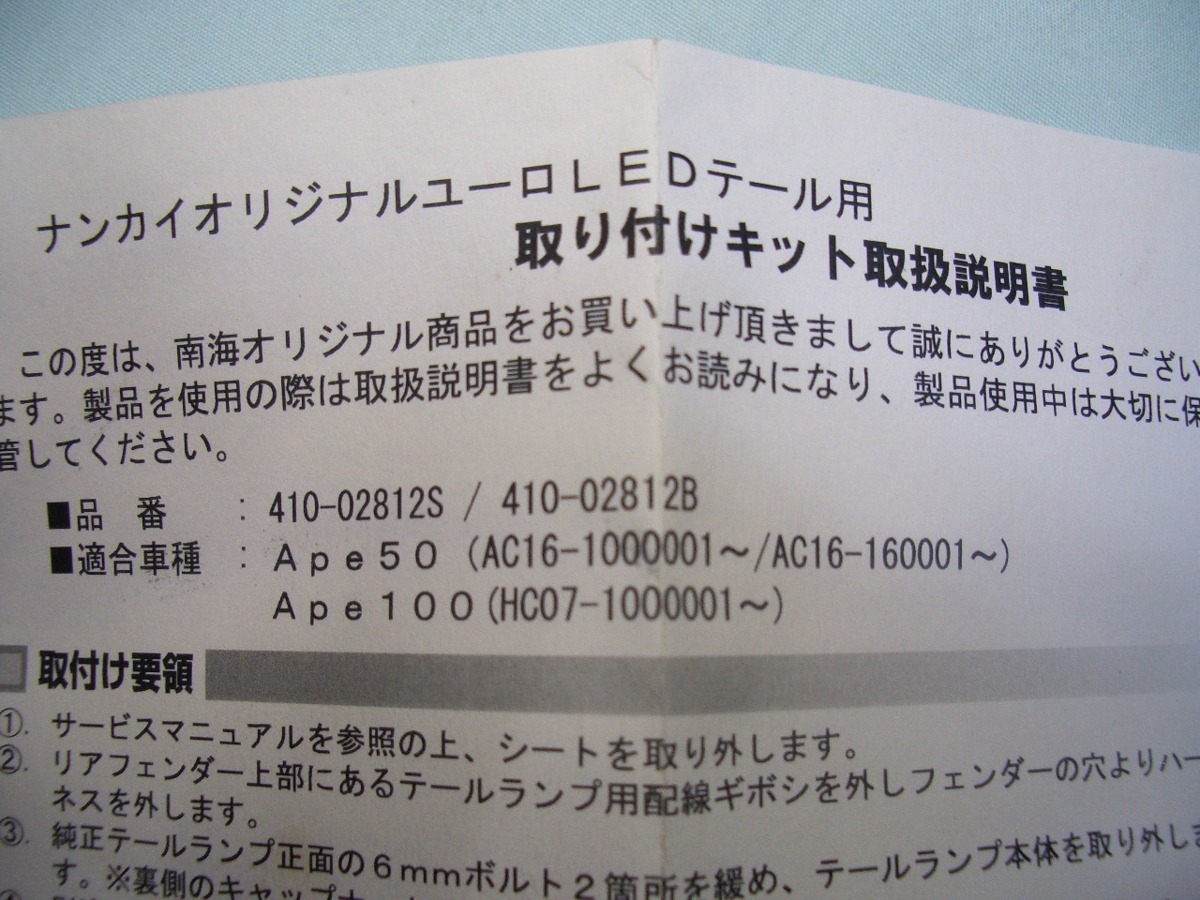 ナンカイオリジナルユーロLEDテール用
取り付けキット取扱説明書
この度は、南海オリジナル商品をお買い上げ頂きまして誠にありがとうござい
ます。製品を使用の際は取扱説明書をよくお読みになり、製品使用中は大切に保
管してください。
■品　番　：410-02812S / 410-02812B
■適合車種　：Ape50 (AC16-1000001～/AC16-160001～)
Ape100(HC07-1000001～)
取付け要領
①. サービスマニュアルを参照の上、シートを取り外します。
②. リアフェンダー上部にあるテールランプ用配線ギボシを外しフェンダーの穴よりハー
ネスを外します。
③. 純正テールランプ正面の6mmボルト2箇所を緩め、テールランプ本体を取り外しま
す。※裏側のキャップ